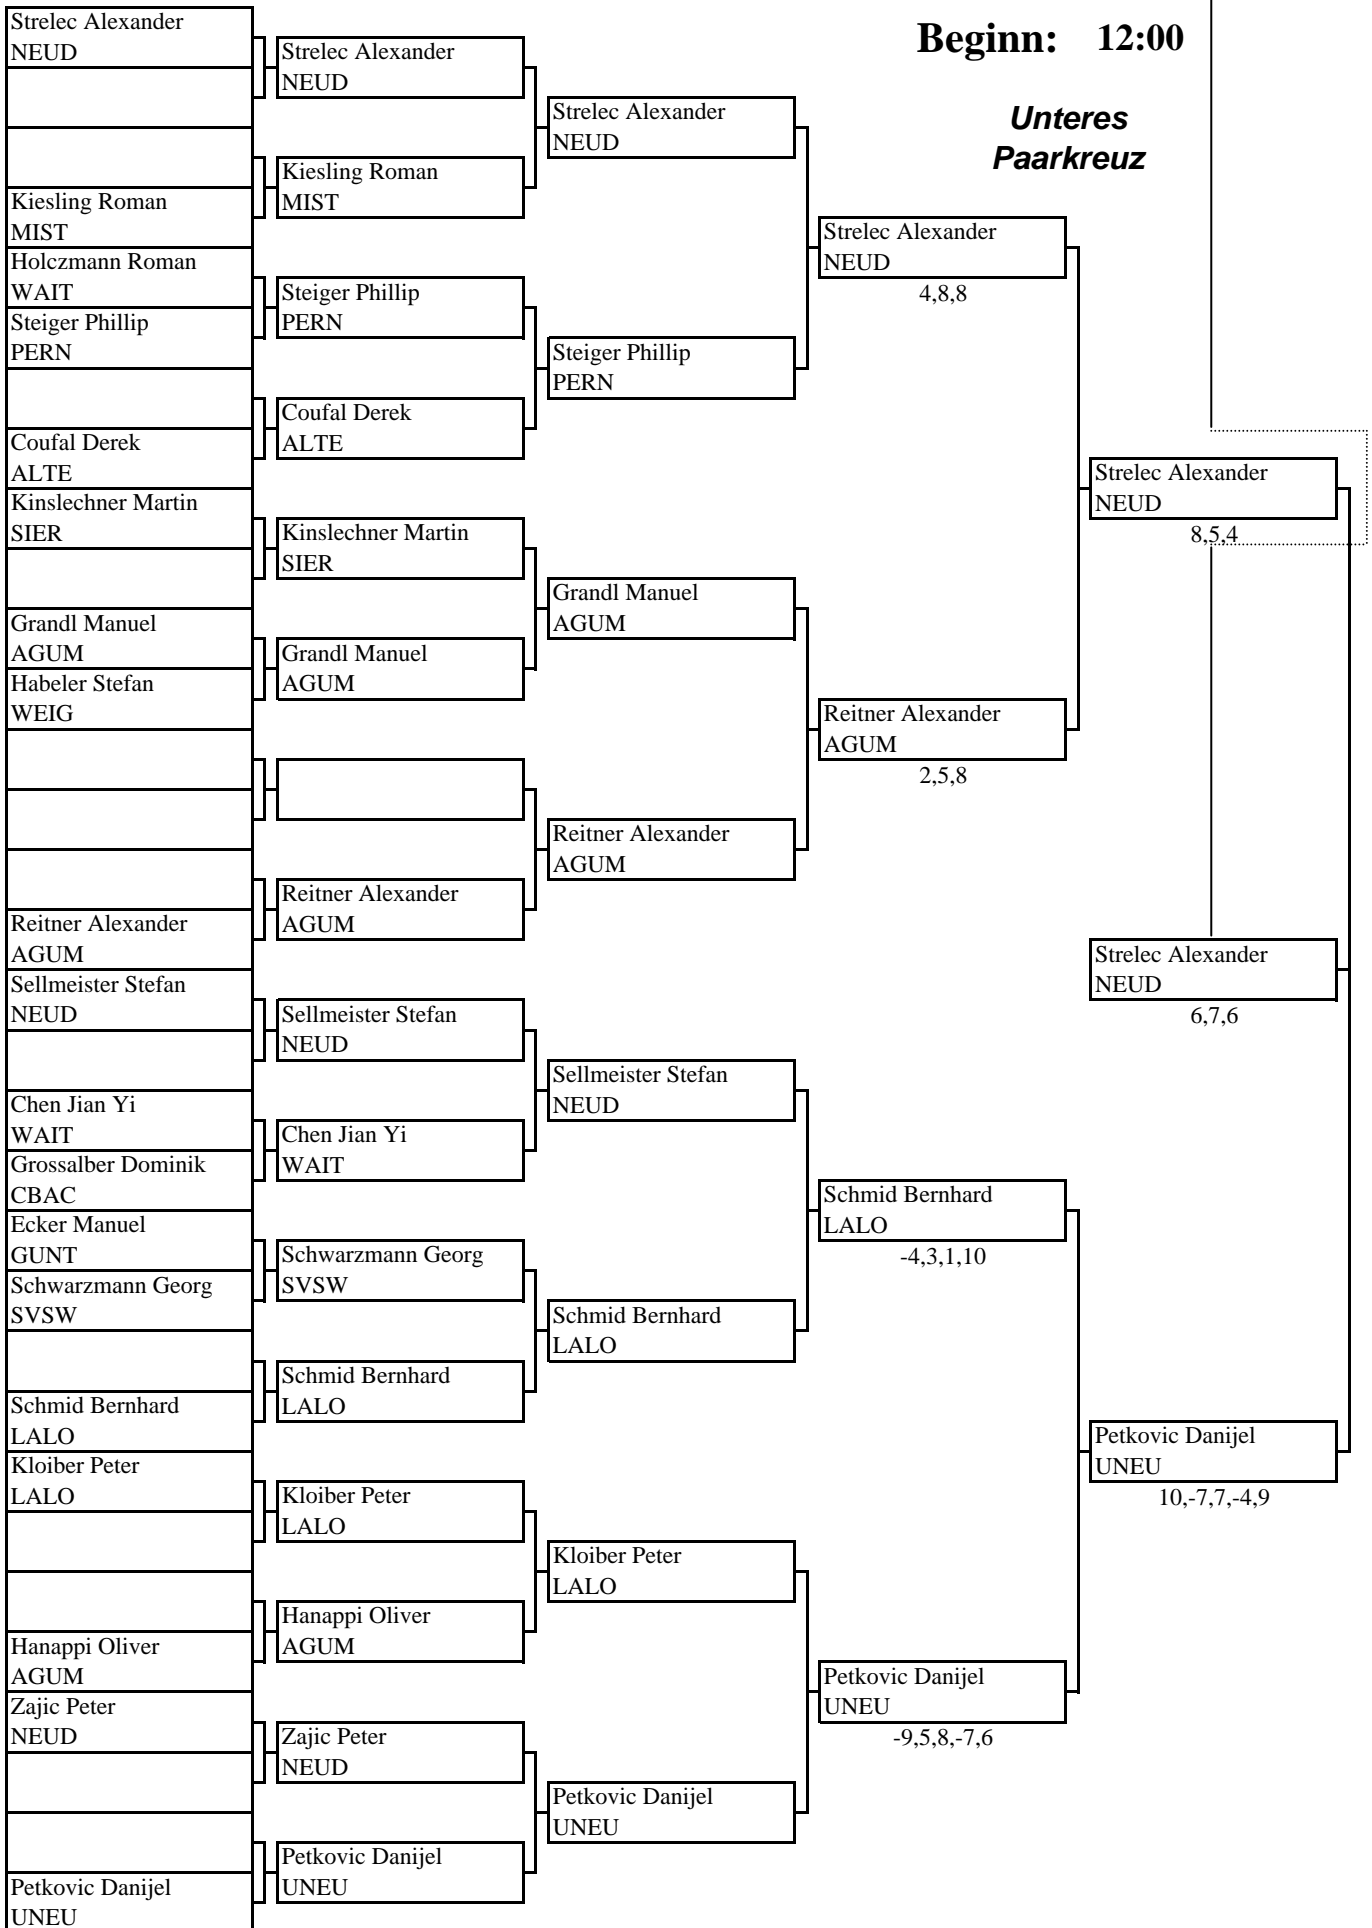 Beginn: 12:00
Unteres
Paarkreuz
Strelec Alexander
NEUD
Kiesling Roman
MIST
Holczmann Roman
WAIT
Steiger Phillip
PERN
Coufal Derek
ALTE
Kinslechner Martin
SIER
Grandl Manuel
AGUM
Habeler Stefan
WEIG
Reitner Alexander
AGUM
Sellmeister Stefan
NEUD
Chen Jian Yi
WAIT
Grossalber Dominik
CBAC
Ecker Manuel
GUNT
Schwarzmann Georg
SVSW
Schmid Bernhard
LALO
Kloiber Peter
LALO
Hanappi Oliver
AGUM
Zajic Peter
NEUD
Petkovic Danijel
UNEU
Strelec Alexander
NEUD
Kiesling Roman
MIST
Steiger Phillip
PERN
Coufal Derek
ALTE
Kinslechner Martin
SIER
Grandl Manuel
AGUM
Reitner Alexander
AGUM
Sellmeister Stefan
NEUD
Chen Jian Yi
WAIT
Schwarzmann Georg
SVSW
Schmid Bernhard
LALO
Kloiber Peter
LALO
Hanappi Oliver
AGUM
Zajic Peter
NEUD
Petkovic Danijel
UNEU
Strelec Alexander
NEUD
Steiger Phillip
PERN
Grandl Manuel
AGUM
Reitner Alexander
AGUM
Sellmeister Stefan
NEUD
Schmid Bernhard
LALO
Kloiber Peter
LALO
Petkovic Danijel
UNEU
Strelec Alexander
NEUD
4,8,8
Reitner Alexander
AGUM
2,5,8
Schmid Bernhard
LALO
-4,3,1,10
Petkovic Danijel
UNEU
-9,5,8,-7,6
Strelec Alexander
NEUD
8,5,4
Strelec Alexander
NEUD
6,7,6
Petkovic Danijel
UNEU
10,-7,7,-4,9